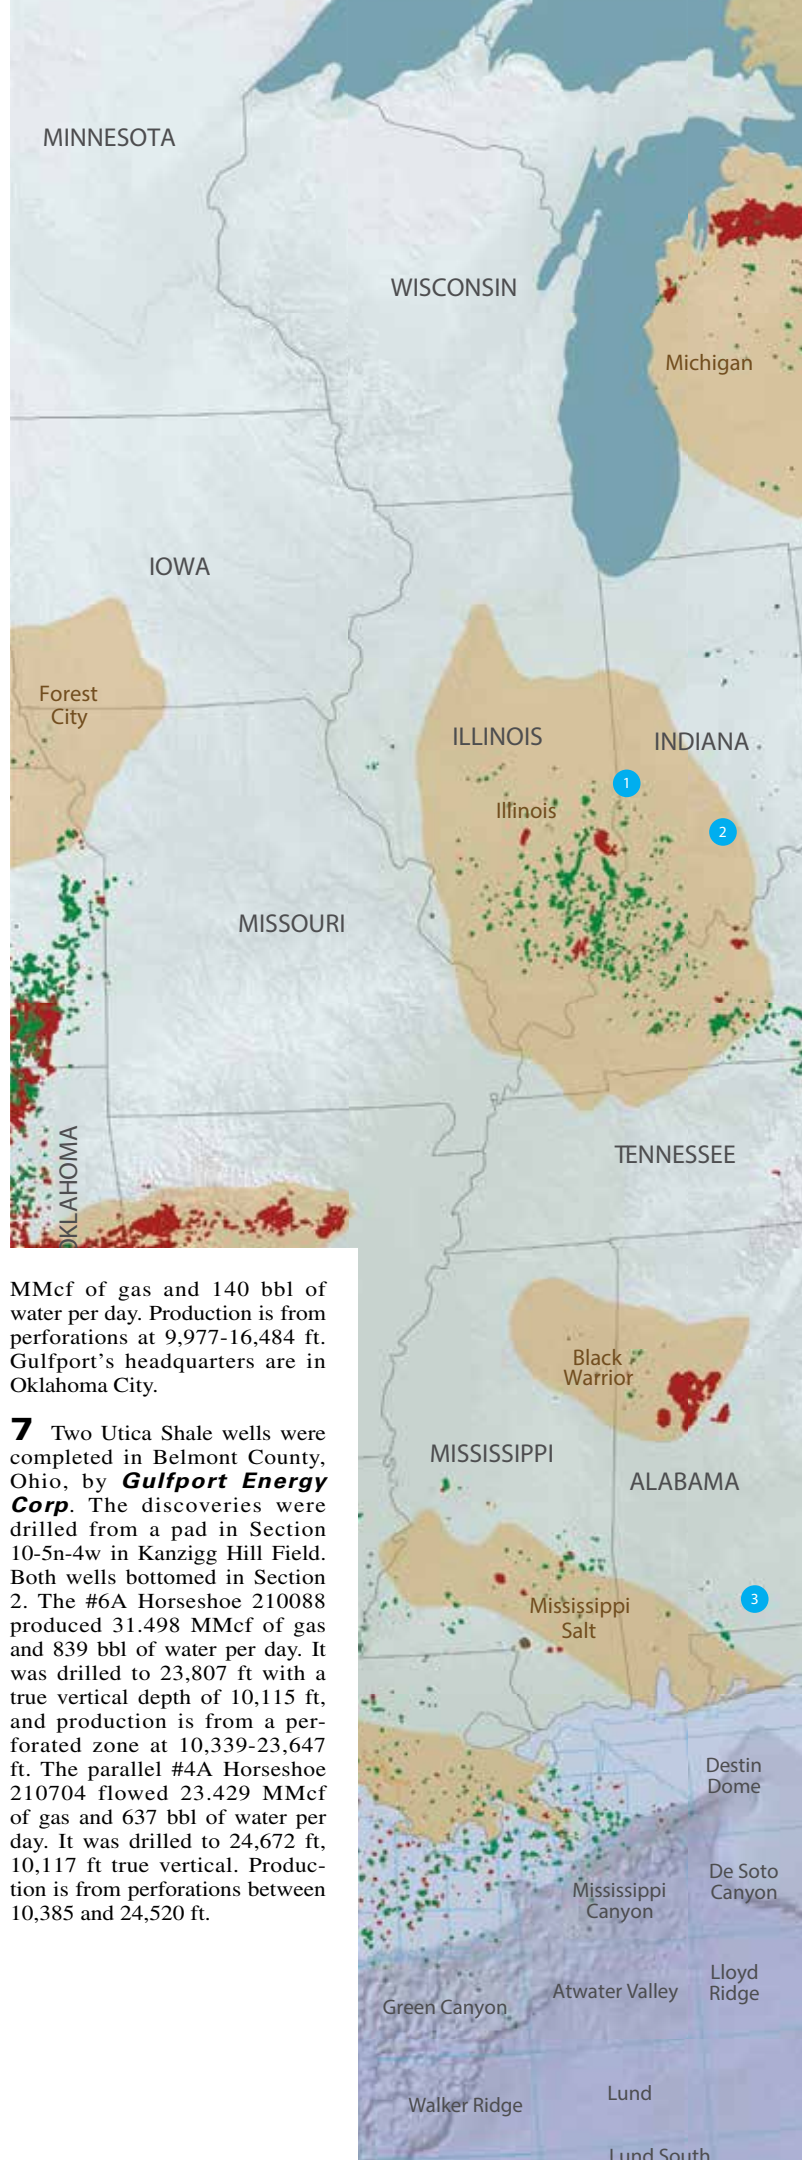 MINNESOTA
WISCONSIN
Michigan
IOWA
Forest
City
ILLINOIS
INDIANA
1
Illinois
2
MISSOURI
OKLAHOMA
TENNESSEE
MMcf of gas and 140 bbl of
water per day. Production is from
perforations at 9,977-16,484 ft.
Gulfport's headquarters are in
Oklahoma City.
7 Two Utica Shale wells were
completed in Belmont County,
Ohio, by Gulfport Energy
Corp. The discoveries were
drilled from a pad in Section
10-5n-4w in Kanzigg Hill Field.
Both wells bottomed in Section
2. The #6A Horseshoe 210088
produced 31.498 MMcf of gas
and 839 bbl of water per day. It
was drilled to 23,807 ft with a
true vertical depth of 10,115 ft,
and production is from a per-
forated zone at 10,339-23,647
ft. The parallel #4A Horseshoe
210704 flowed 23.429 MMcf
of gas and 637 bbl of water per
day. It was drilled to 24,672 ft,
10,117 ft true vertical. Produc-
tion is from perforations between
10,385 and 24,520 ft.
Black
Warrior
MISSISSIPPI
ALABAMA
3
Mississippi
Salt
Destin
Dome
Mississippi
Canyon
De Soto
Canyon
Lloyd
Ridge
Atwater Valley
Green Canyon
Lund
Walker Ridge
Lund South